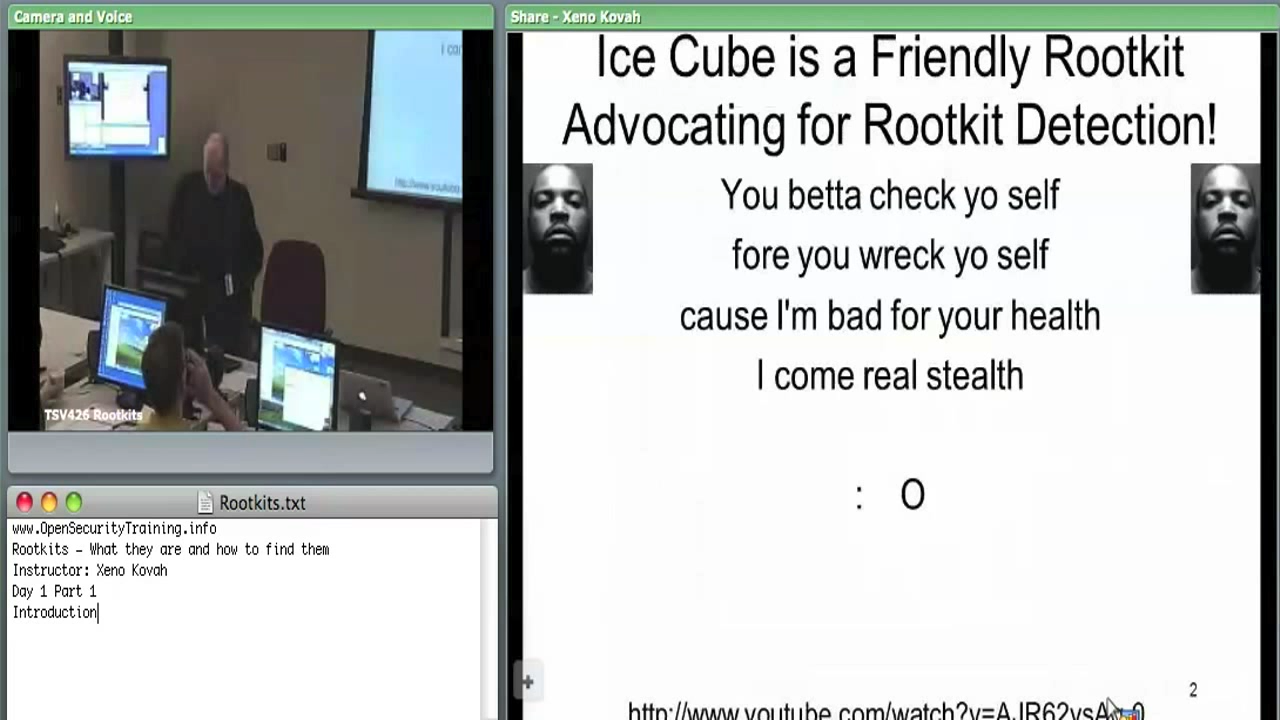 Camera and Voice
TSV426 Rootkits
Share - Xeno Kovah
Ice Cube is a Friendly Rootkit
Advocating for Rootkit Detection!
You betta check yo self
fore you wreck yo self
cause I'm bad for your health
I come real stealth
: O
2
Rootkits.txt
www.OpenSecurityTraining.info
Rootkits - What they are and how to find them
Instructor: Xeno Kovah
Day 1 Part 1
Introduction